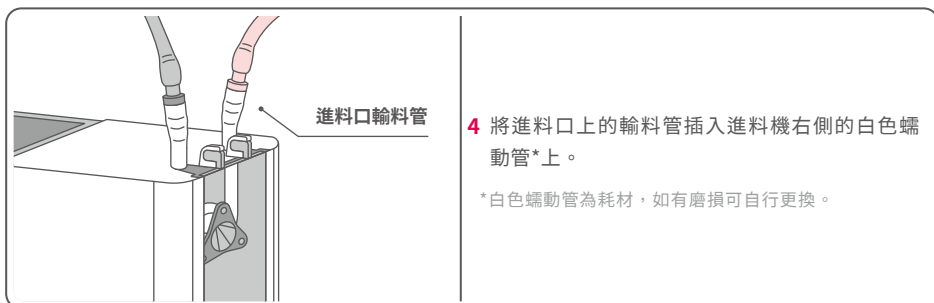 進料口輸料管
4 將進料口上的輸料管插入進料機右側的白色蠕
動管*上。
*白色蠕動管為耗材，如有磨損可自行更換。